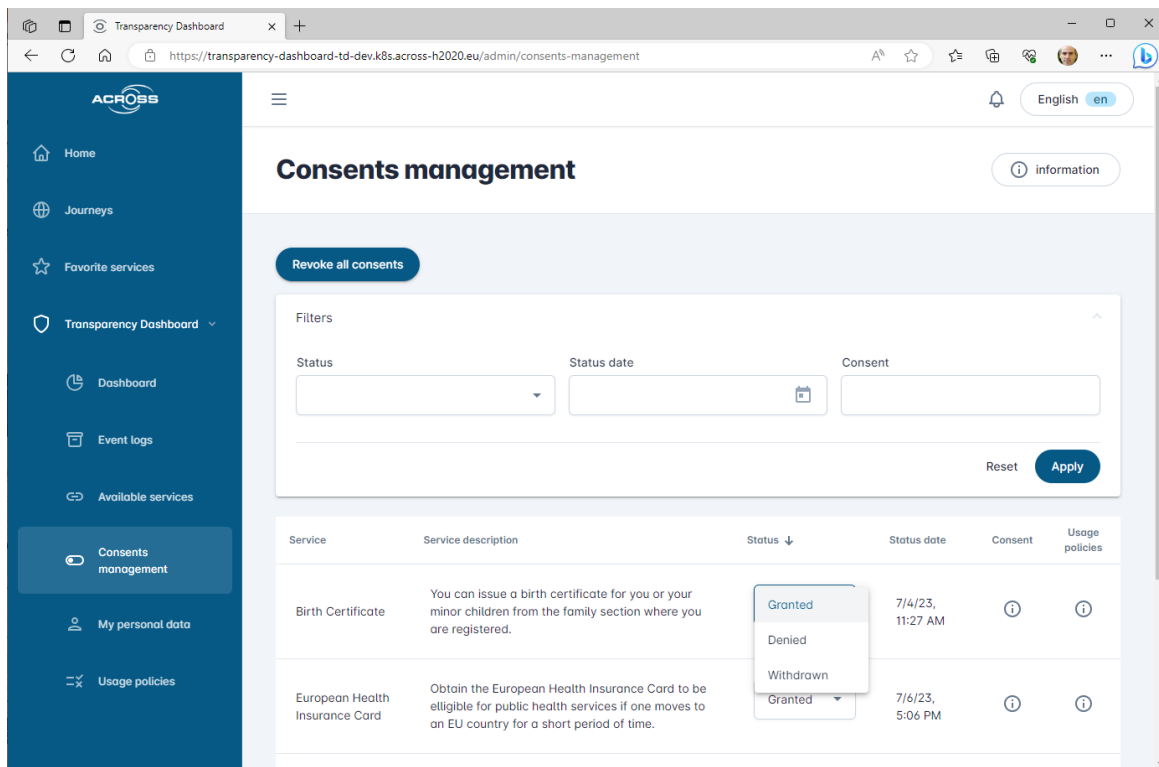 Transparency Dashboard
https://transparency-dashboard-td-dev.k8s.across-h2020.eu/admin/consents-management
ACROSS
English en
Home
Journeys
Favorite services
Transparency Dashboard
Dashboard
Event logs
Available services
Consents
management
My personal data
Usage policies
Consents management
information
Revoke all consents
Filters
Status
Status date
Consent
Reset
Apply
Service
Service description
Status
Status date
Consent
Usage
policies
Birth Certificate
You can issue a birth certificate for you or your
minor children from the family section where you
are registered.
Granted
Denied
Withdrawn
7/4/23,
11:27 AM
European Health
Insurance Card
Obtain the European Health Insurance Card to be
elligible for public health services if one moves to
an EU country for a short period of time.
Granted
7/6/23,
5:06 PM